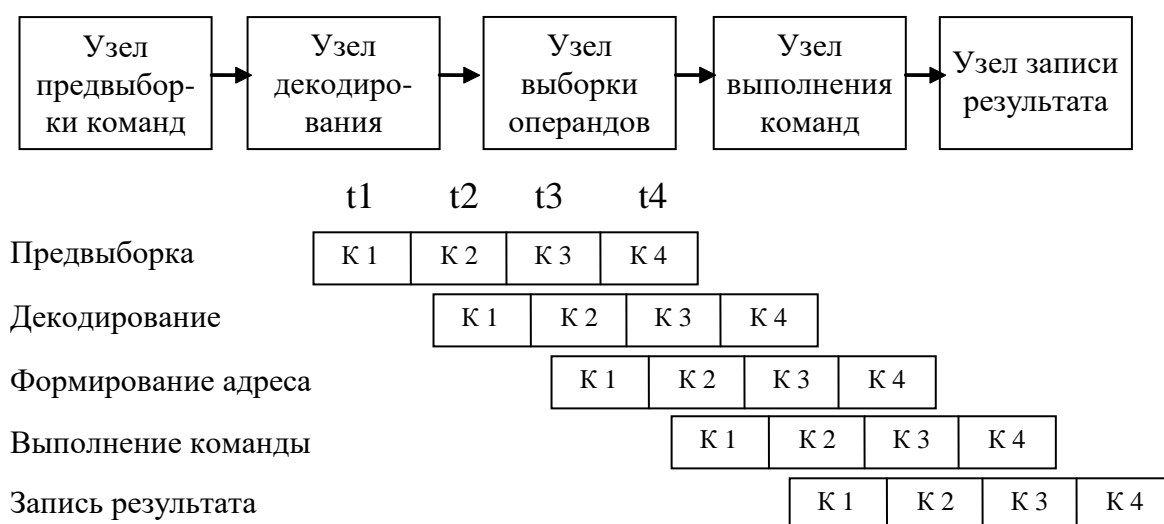 Узел
предвыбор-
ки команд
Узел
декодиро-
вания
Узел
выборки
операндов
Узел
выполнения
команд
Узел записи
результата
t1 t2 t3 t4
Предвыборка К 1 К 2 К 3 К 4
Декодирование К 1 К 2 К 3 К 4
Формирование адреса К 1 К 2 К 3 К 4
Выполнение команды К 1 К 2 К 3 К 4
Запись результата К 1 К 2 К 3 К 4